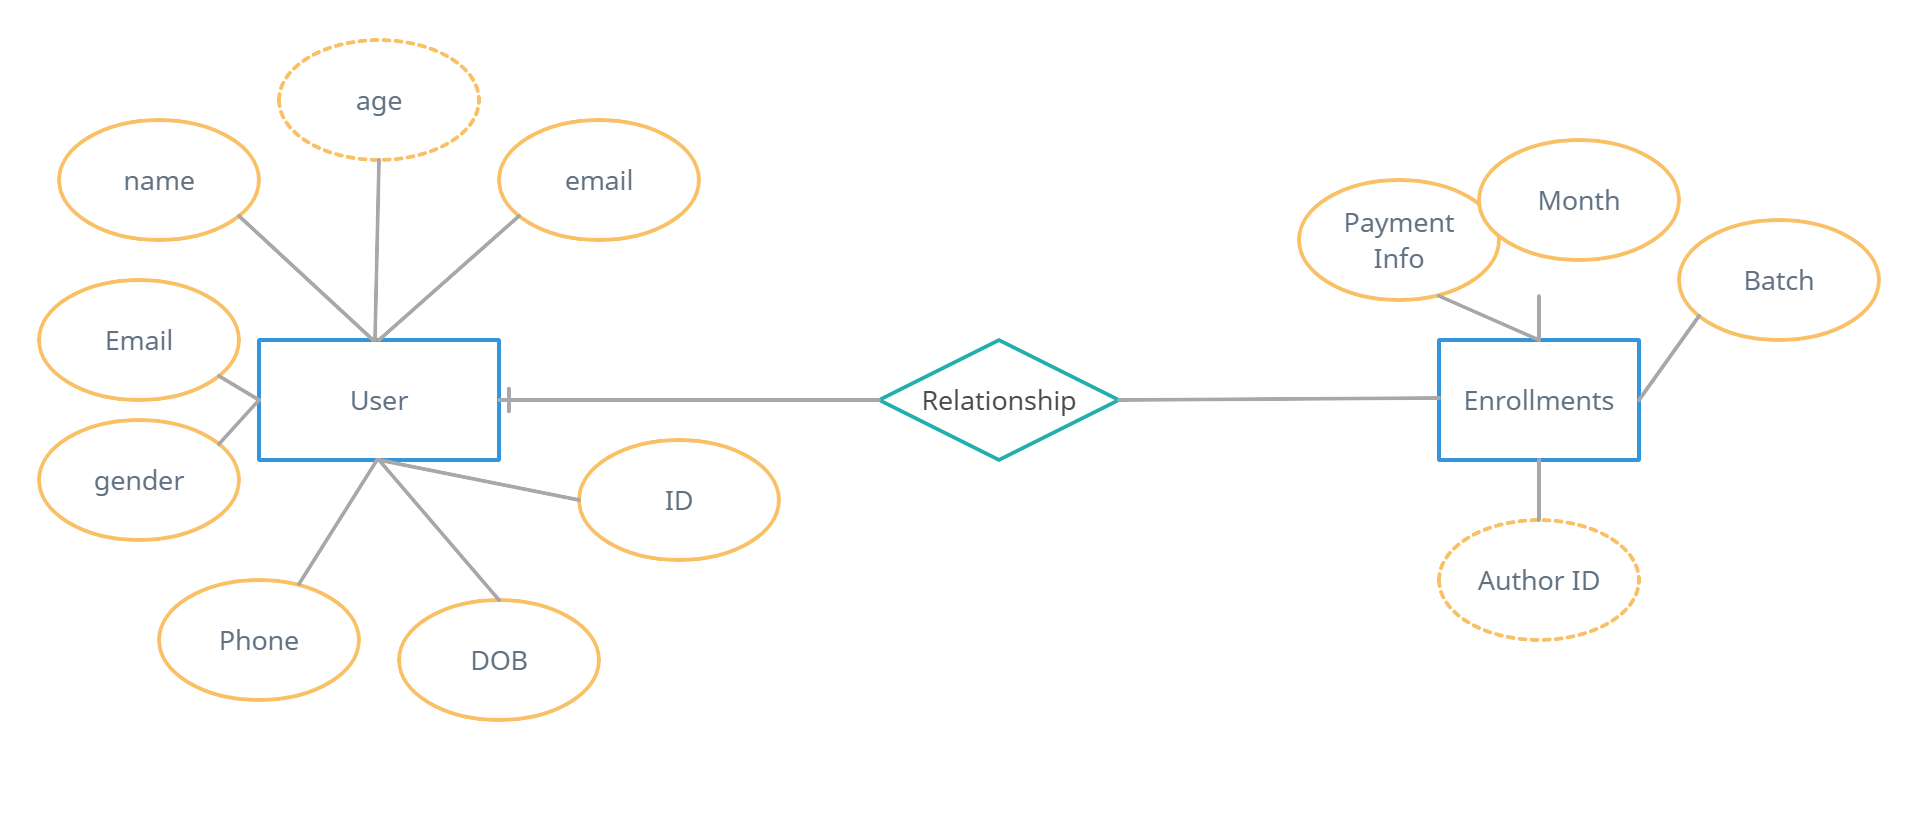 age
name
email
Month
Payment
Info
Batch
Email
User
Relationship
Enrollments
gender
ID
Author ID
Phone
DOB